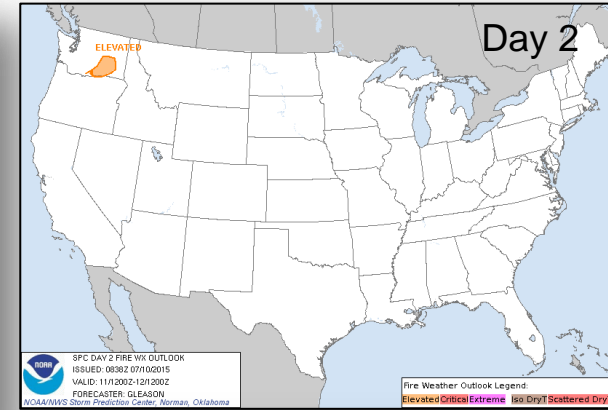 Day 2
ELEVATED
NOAA
SPC DAY 2 FIRE WX OUTLOOK
ISSUED: 0838Z 07/10/2015
VALID: 11/1200Z-12/1200Z
FORECASTER: GLEASON
NOAA/NWS Storm Prediction Center, Norman, Oklahoma
Fire Weather Outlook Legend:
Elevated Critical Extreme Iso DryT Scattered Dry